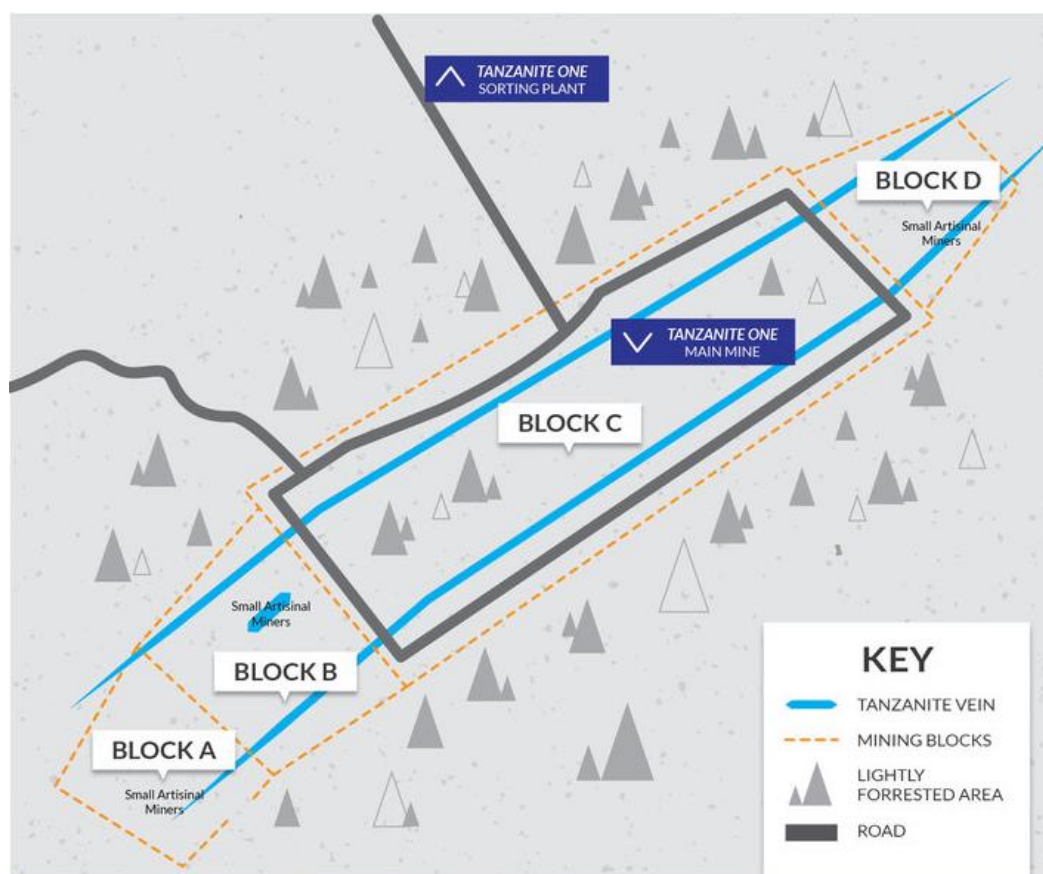 TANZANITE ONE
SORTING PLANT
BLOCK D
Small Artisinal
Miners
TANZANITE ONE
MAIN MINE
BLOCK C
Small Artisinal
Miners
BLOCK B
BLOCK A
Small Artisinal
Miners
KEY
TANZANITE VEIN
MINING BLOCKS
LIGHTLY
FORRESTED AREA
ROAD